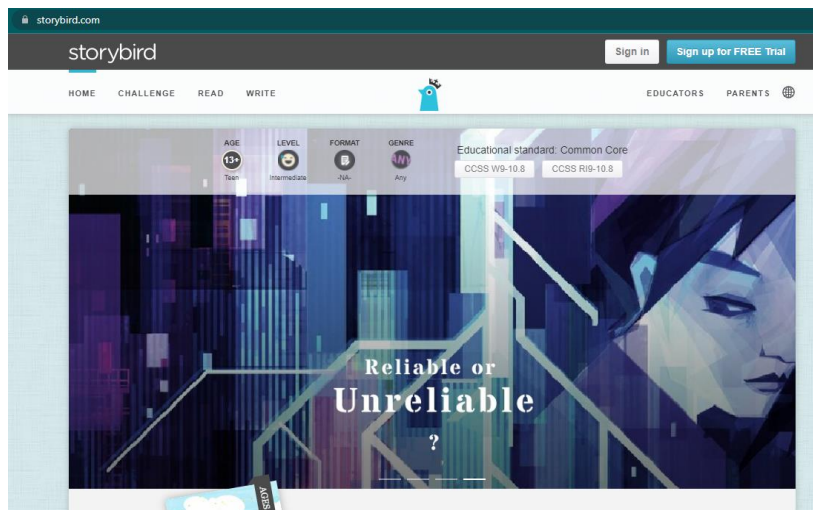 storybird.com
storybird
Sign in
Sign up for FREE Trial
HOME CHALLENGE READ WRITE EDUCATORS PARENTS
AGE LEVEL FORMAT GENRE
13+ ANY
Teen Intermediate -NA- Any
Educational standard: Common Core
CCSS W9-10.8 CCSS RI9-10.8
Reliable or
Unreliable
?
AGES